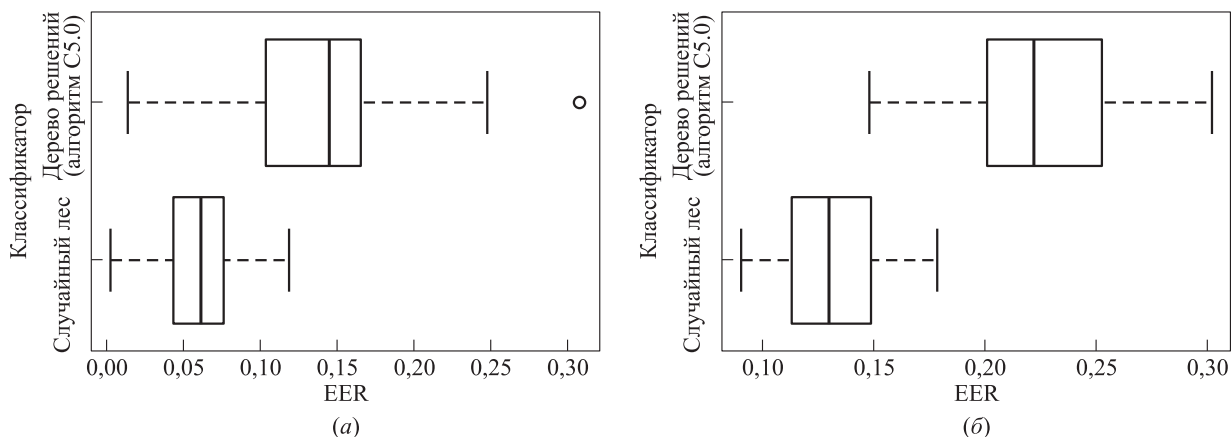 Классификатор
Случайный лес
Дерево решений
(алгоритм С5.0)
0,00 0,05 0,10 0,15 0,20 0,25 0,30
EER
(а)
Классификатор
Случайный лес
Дерево решений
(алгоритм С5.0)
0,10 0,15 0,20 0,25 0,30
EER
(б)